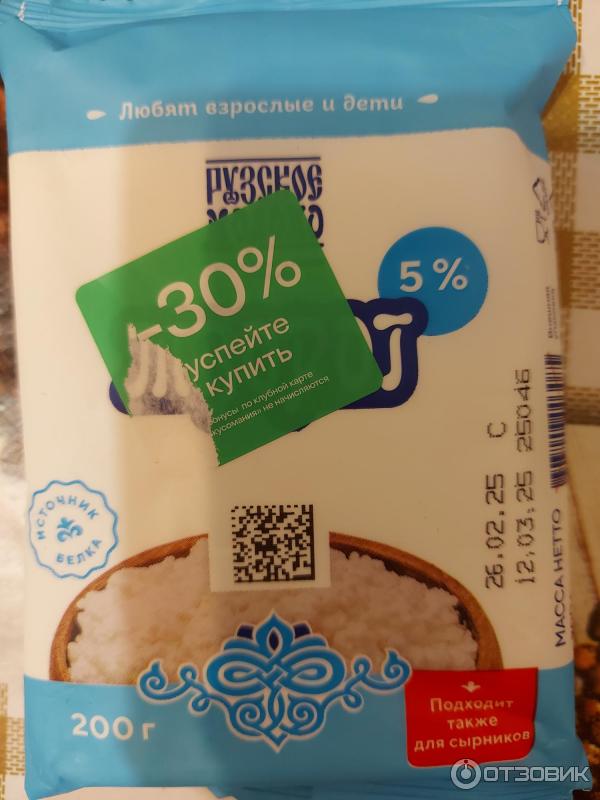 Любят взрослые и дети
РУЗСКОЕ
5 %
-30%
успейте
купить
бонусы по клубной карте
«Вкусомания» не начисляются
ИСТОЧНИК
БЕЛКА
26.02.25 С
12.03.25 25046
МАССА НЕТТО
200 г
Подходит
также
для сырников
ОТЗОВИК